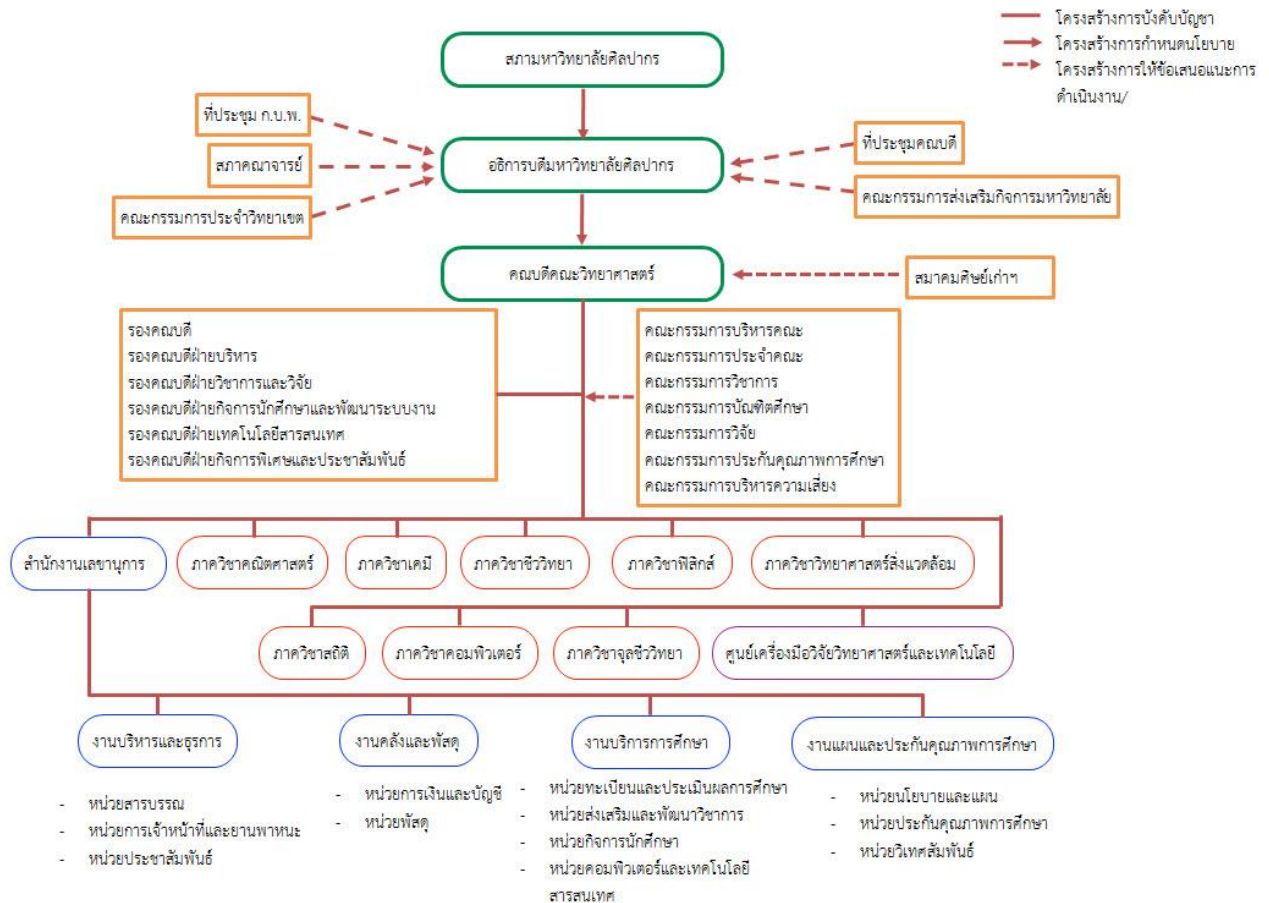 โครงสร้างการบังคับบัญชา
โครงสร้างการกำหนดนโยบาย
โครงสร้างการให้ข้อเสนอแนะการ
ดำเนินงาน/
สภามหาวิทยาลัยศิลปากร
ที่ประชุม ก.บ.พ.
สภาคณาจารย์
คณะกรรมการประจำวิทยาเขต
อธิการบดีมหาวิทยาลัยศิลปากร
ที่ประชุมคณบดี
คณะกรรมการส่งเสริมกิจการมหาวิทยาลัย
คณบดีคณะวิทยาศาสตร์
สมาคมศิษย์เก่าฯ
รองคณบดี
รองคณบดีฝ่ายบริหาร
รองคณบดีฝ่ายวิชาการและวิจัย
รองคณบดีฝ่ายกิจการนักศึกษาและพัฒนาระบบงาน
รองคณบดีฝ่ายเทคโนโลยีสารสนเทศ
รองคณบดีฝ่ายกิจการพิเศษและประชาสัมพันธ์
คณะกรรมการบริหารคณะ
คณะกรรมการประจำคณะ
คณะกรรมการวิชาการ
คณะกรรมการบัณฑิตศึกษา
คณะกรรมการวิจัย
คณะกรรมการประกันคุณภาพการศึกษา
คณะกรรมการบริหารความเสี่ยง
สำนักงานเลขานุการ
ภาควิชาคณิตศาสตร์
ภาควิชาเคมี
ภาควิชาชีววิทยา
ภาควิชาฟิสิกส์
ภาควิชาวิทยาศาสตร์สิ่งแวดล้อม
ภาควิชาสถิติ
ภาควิชาคอมพิวเตอร์
ภาควิชาจุลชีววิทยา
ศูนย์เครื่องมือวิจัยวิทยาศาสตร์และเทคโนโลยี
งานบริหารและธุรการ
- หน่วยสารบรรณ
- หน่วยการเจ้าหน้าที่และยานพาหนะ
- หน่วยประชาสัมพันธ์
งานคลังและพัสดุ
- หน่วยการเงินและบัญชี
- หน่วยพัสดุ
งานบริการการศึกษา
- หน่วยทะเบียนและประเมินผลการศึกษา
- หน่วยส่งเสริมและพัฒนาวิชาการ
- หน่วยกิจการนักศึกษา
- หน่วยคอมพิวเตอร์และเทคโนโลยี
สารสนเทศ
งานแผนและประกันคุณภาพการศึกษา
- หน่วยนโยบายและแผน
- หน่วยประกันคุณภาพการศึกษา
- หน่วยวิเทศสัมพันธ์